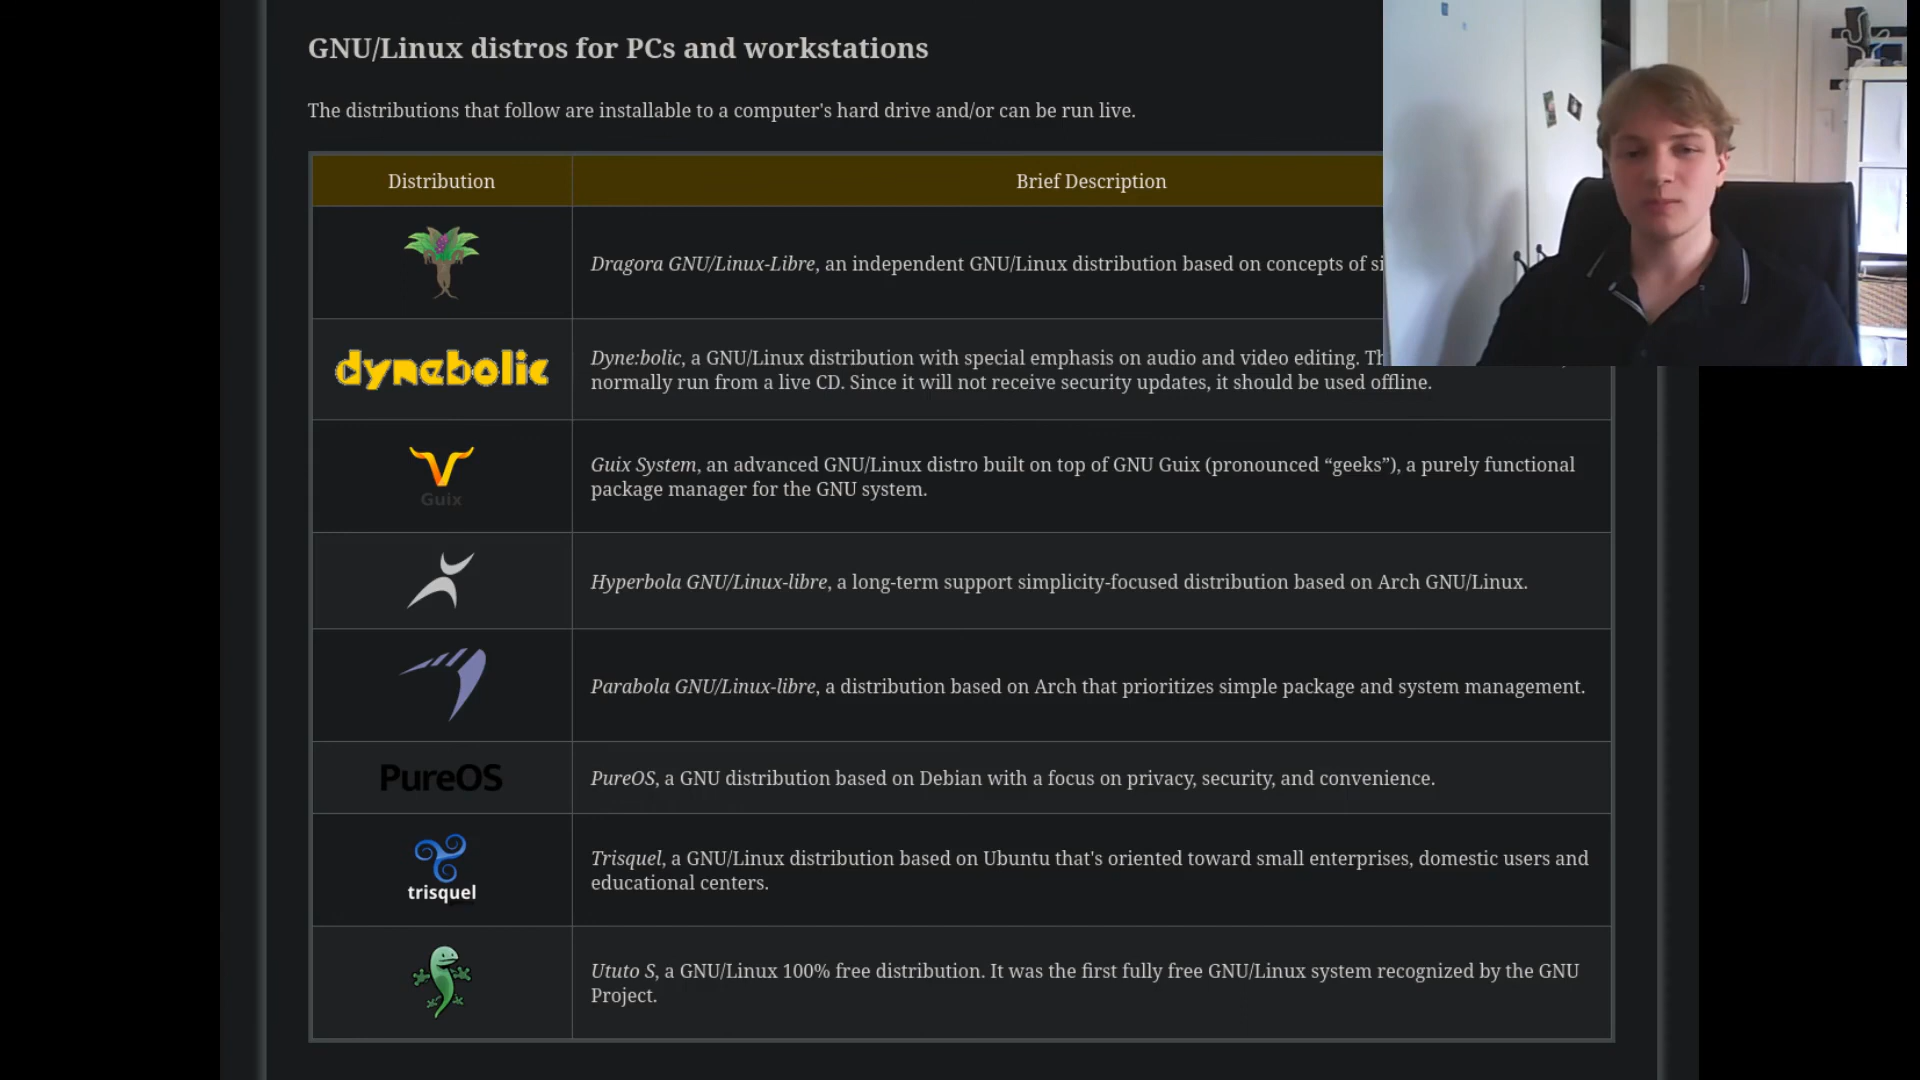 GNU/Linux distros for PCs and workstations
The distributions that follow are installable to a computer's hard drive and/or can be run live.
Distribution
Brief Description
Dragora GNU/Linux-Libre, an independent GNU/Linux distribution based on concepts of
dynebolic
Dyne:bolic, a GNU/Linux distribution with special emphasis on audio and video editing.
normally run from a live CD. Since it will not receive security updates, it should be used offline.
Guix
Guix System, an advanced GNU/Linux distro built on top of GNU Guix (pronounced “geeks”), a purely functional
package manager for the GNU system.
Hyperbola GNU/Linux-libre, a long-term support simplicity-focused distribution based on Arch GNU/Linux.
Parabola GNU/Linux-libre, a distribution based on Arch that prioritizes simple package and system management.
PureOS
PureOS, a GNU distribution based on Debian with a focus on privacy, security, and convenience.
trisquel
Trisquel, a GNU/Linux distribution based on Ubuntu that's oriented toward small enterprises, domestic users and
educational centers.
Ututo S, a GNU/Linux 100% free distribution. It was the first fully free GNU/Linux system recognized by the GNU
Project.